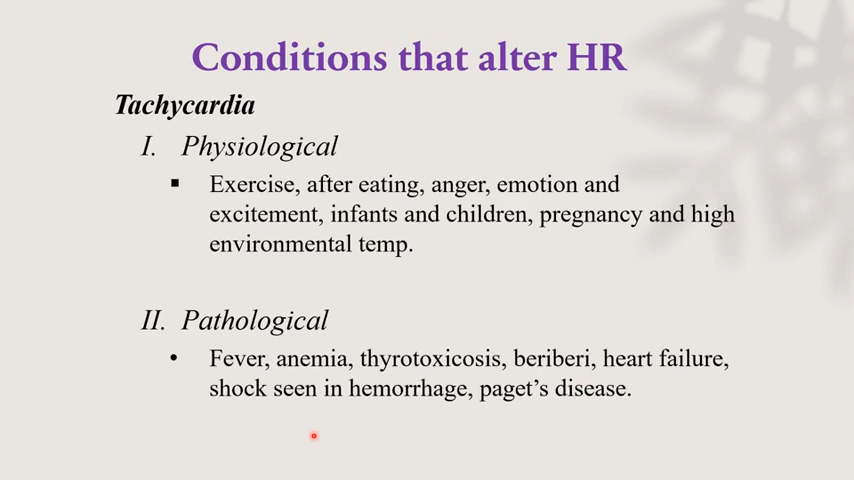 Conditions that alter HR
Tachycardia
I. Physiological
▪ Exercise, after eating, anger, emotion and
excitement, infants and children, pregnancy and high
environmental temp.
II. Pathological
• Fever, anemia, thyrotoxicosis, beriberi, heart failure,
shock seen in hemorrhage, paget’s disease.